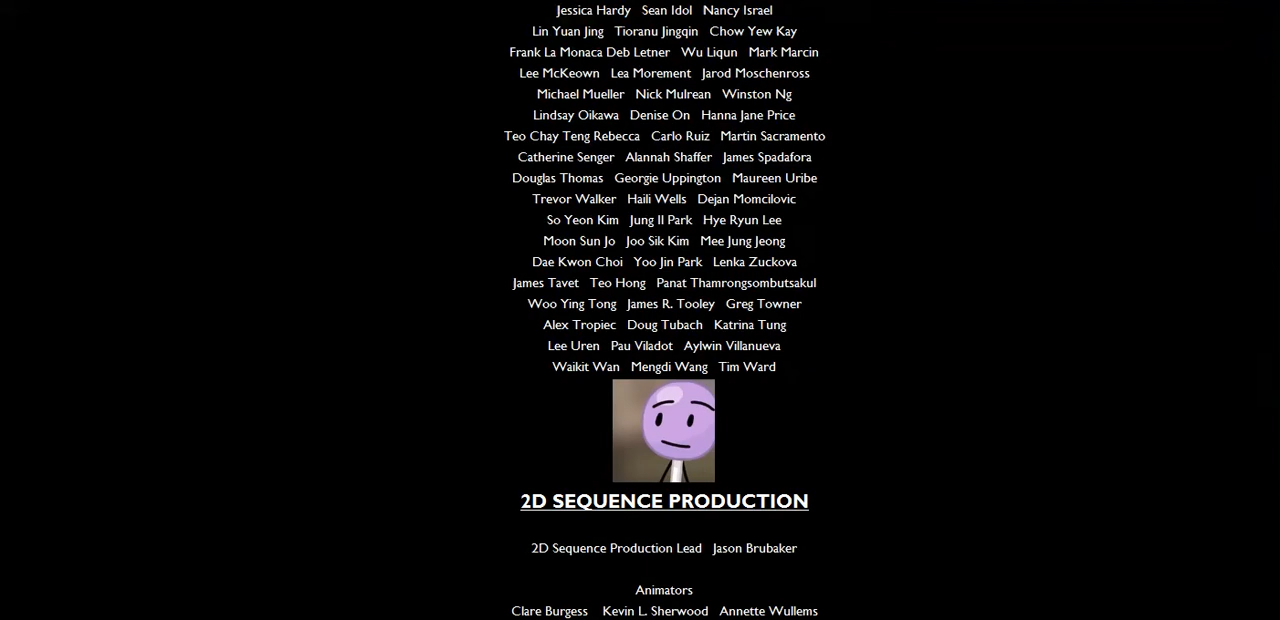 Jessica Hardy Sean Idol Nancy Israel
Lin Yuan Jing Tioranu Jingqin Chow Yew Kay
Frank La Monaca Deb Letner Wu Liqun Mark Marcin
Lee McKeown Lea Morement Jarod Moschenross
Michael Mueller Nick Mulrean Winston Ng
Lindsay Oikawa Denise On Hanna Jane Price
Teo Chay Teng Rebecca Carlo Ruiz Martin Sacramento
Catherine Senger Alannah Shaffer James Spadafora
Douglas Thomas Georgie Uppington Maureen Uribe
Trevor Walker Haili Wells Dejan Momcilovic
So Yeon Kim Jung Il Park Hye Ryun Lee
Moon Sun Jo Joo Sik Kim Mee Jung Jeong
Dae Kwon Choi Yoo Jin Park Lenka Zuckova
James Tavet Teo Hong Panat Thamrongsombutsakul
Woo Ying Tong James R. Tooley Greg Towner
Alex Tropiec Doug Tubach Katrina Tung
Lee Uren Pau Viladot Aylwin Villanueva
Waikit Wan Mengdi Wang Tim Ward
2D SEQUENCE PRODUCTION
2D Sequence Production Lead Jason Brubaker
Animators
Clare Burgess Kevin L. Sherwood Annette Wullems